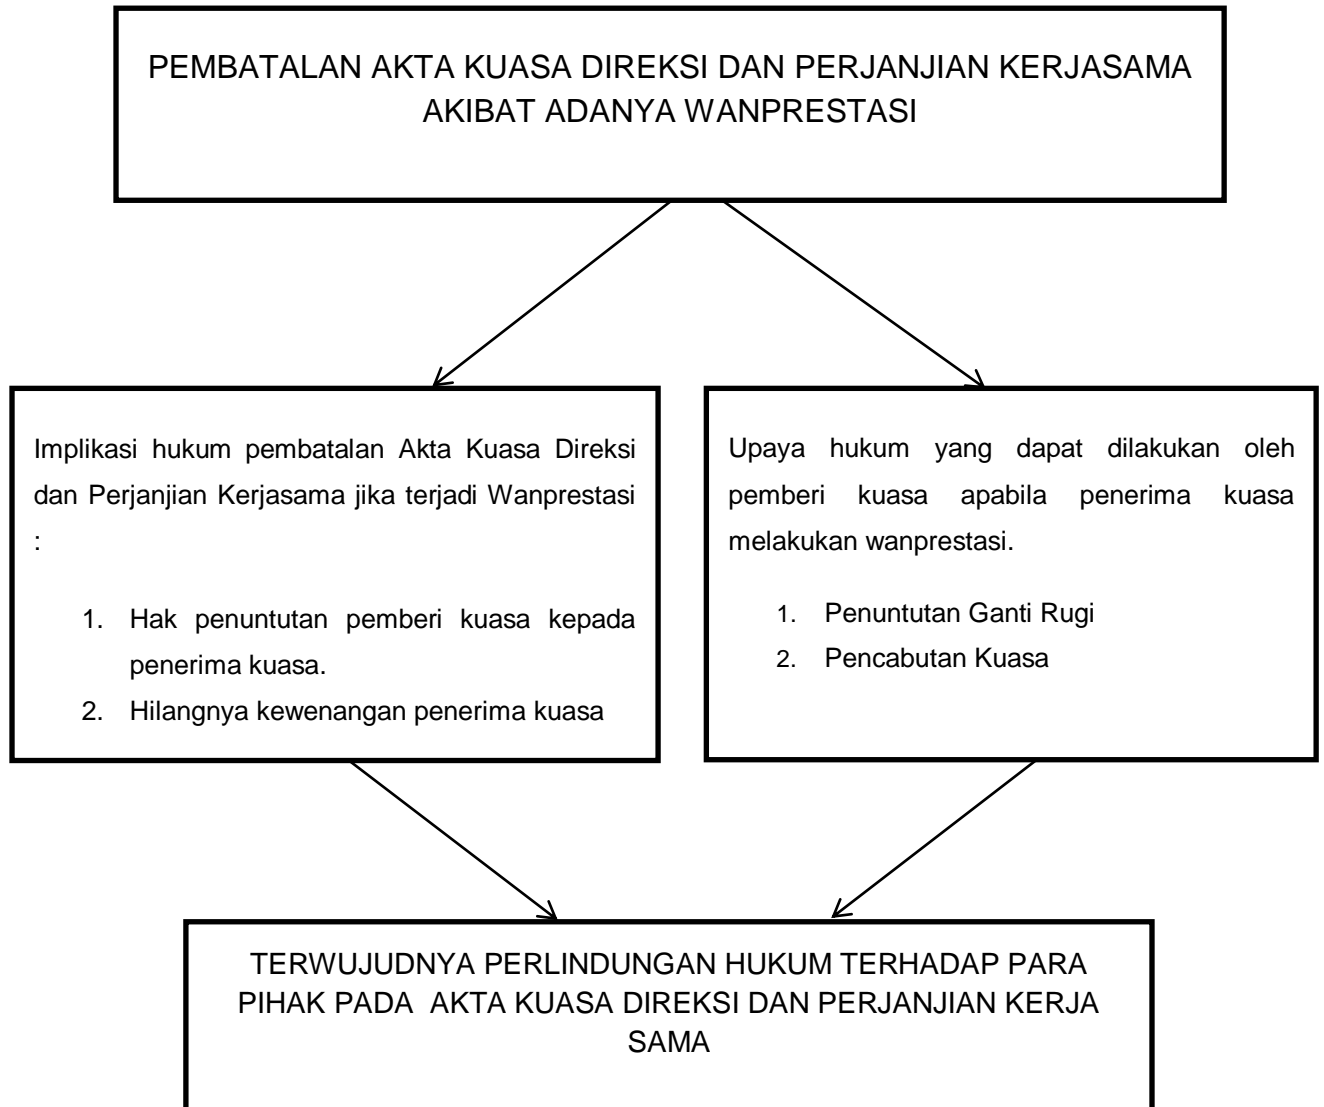 PEMBATALAN AKTA KUASA DIREKSI DAN PERJANJIAN KERJASAMA
AKIBAT ADANYA WANPRESTASI
Implikasi hukum pembatalan Akta Kuasa Direksi
dan Perjanjian Kerjasama jika terjadi Wanprestasi
:
1. Hak penuntutan pemberi kuasa kepada
penerima kuasa.
2. Hilangnya kewenangan penerima kuasa
Upaya hukum yang dapat dilakukan oleh
pemberi kuasa apabila penerima kuasa
melakukan wanprestasi.
1. Penuntutan Ganti Rugi
2. Pencabutan Kuasa
TERWUJUDNYA PERLINDUNGAN HUKUM TERHADAP PARA
PIHAK PADA AKTA KUASA DIREKSI DAN PERJANJIAN KERJA
SAMA